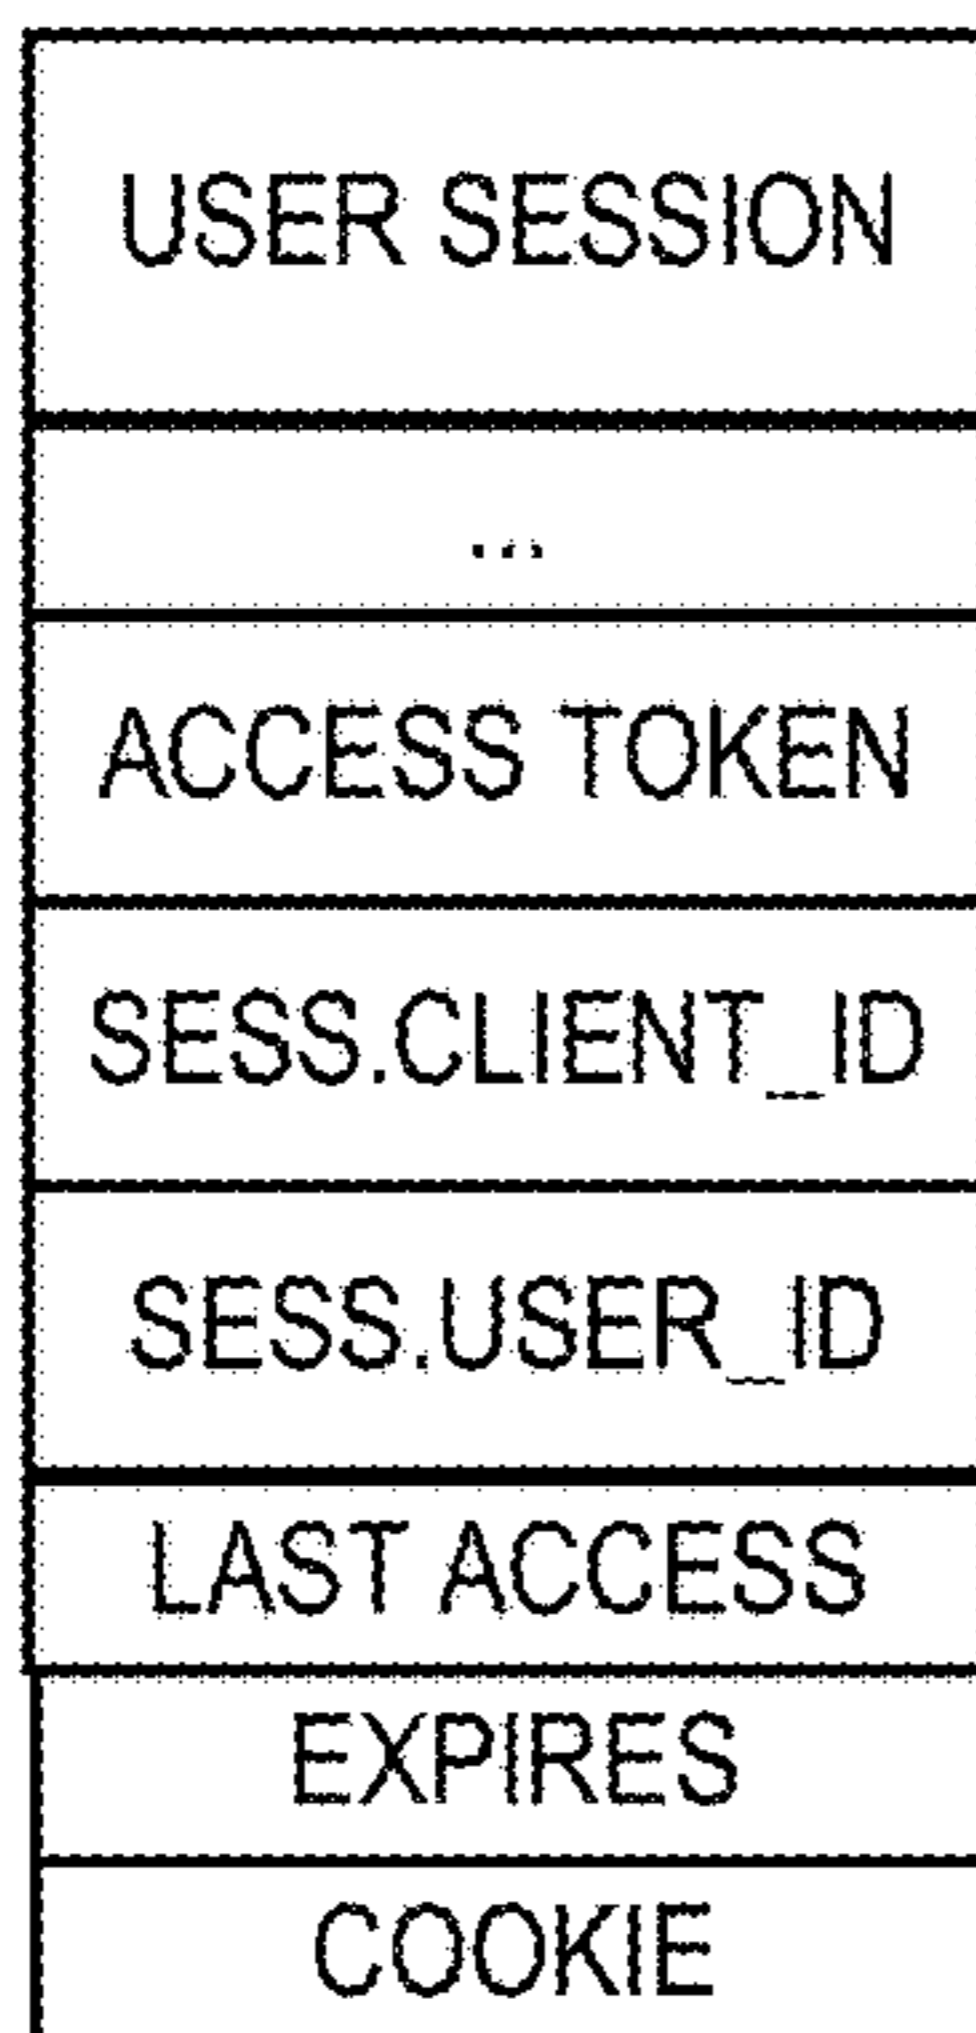 USER SESSION
...
ACCESS TOKEN
SESS.CLIENT_ID
SESS.USER_ID
LAST ACCESS
EXPIRES
COOKIE